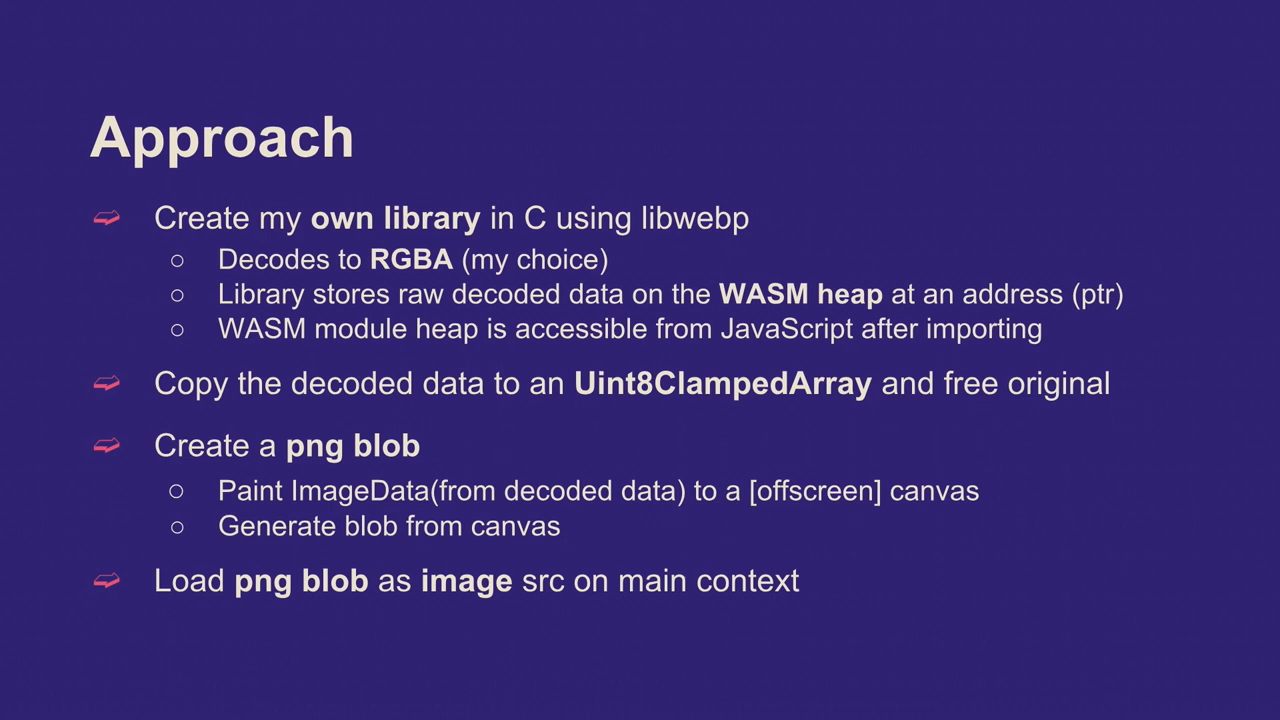 Approach
➫ Create my own library in C using libwebp
○ Decodes to RGBA (my choice)
○ Library stores raw decoded data on the WASM heap at an address (ptr)
○ WASM module heap is accessible from JavaScript after importing
➫ Copy the decoded data to an Uint8ClampedArray and free original
➫ Create a png blob
○ Paint ImageData(from decoded data) to a [offscreen] canvas
○ Generate blob from canvas
➫ Load png blob as image src on main context